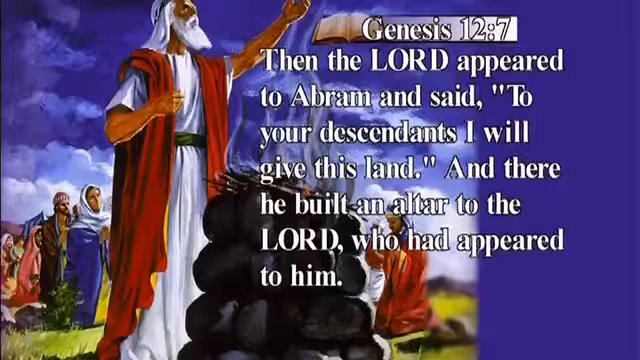 Genesis 12:7
Then the LORD appeared
to Abram and said, "To
your descendants I will
give this land." And there
he built an altar to the
LORD, who had appeared
to him.